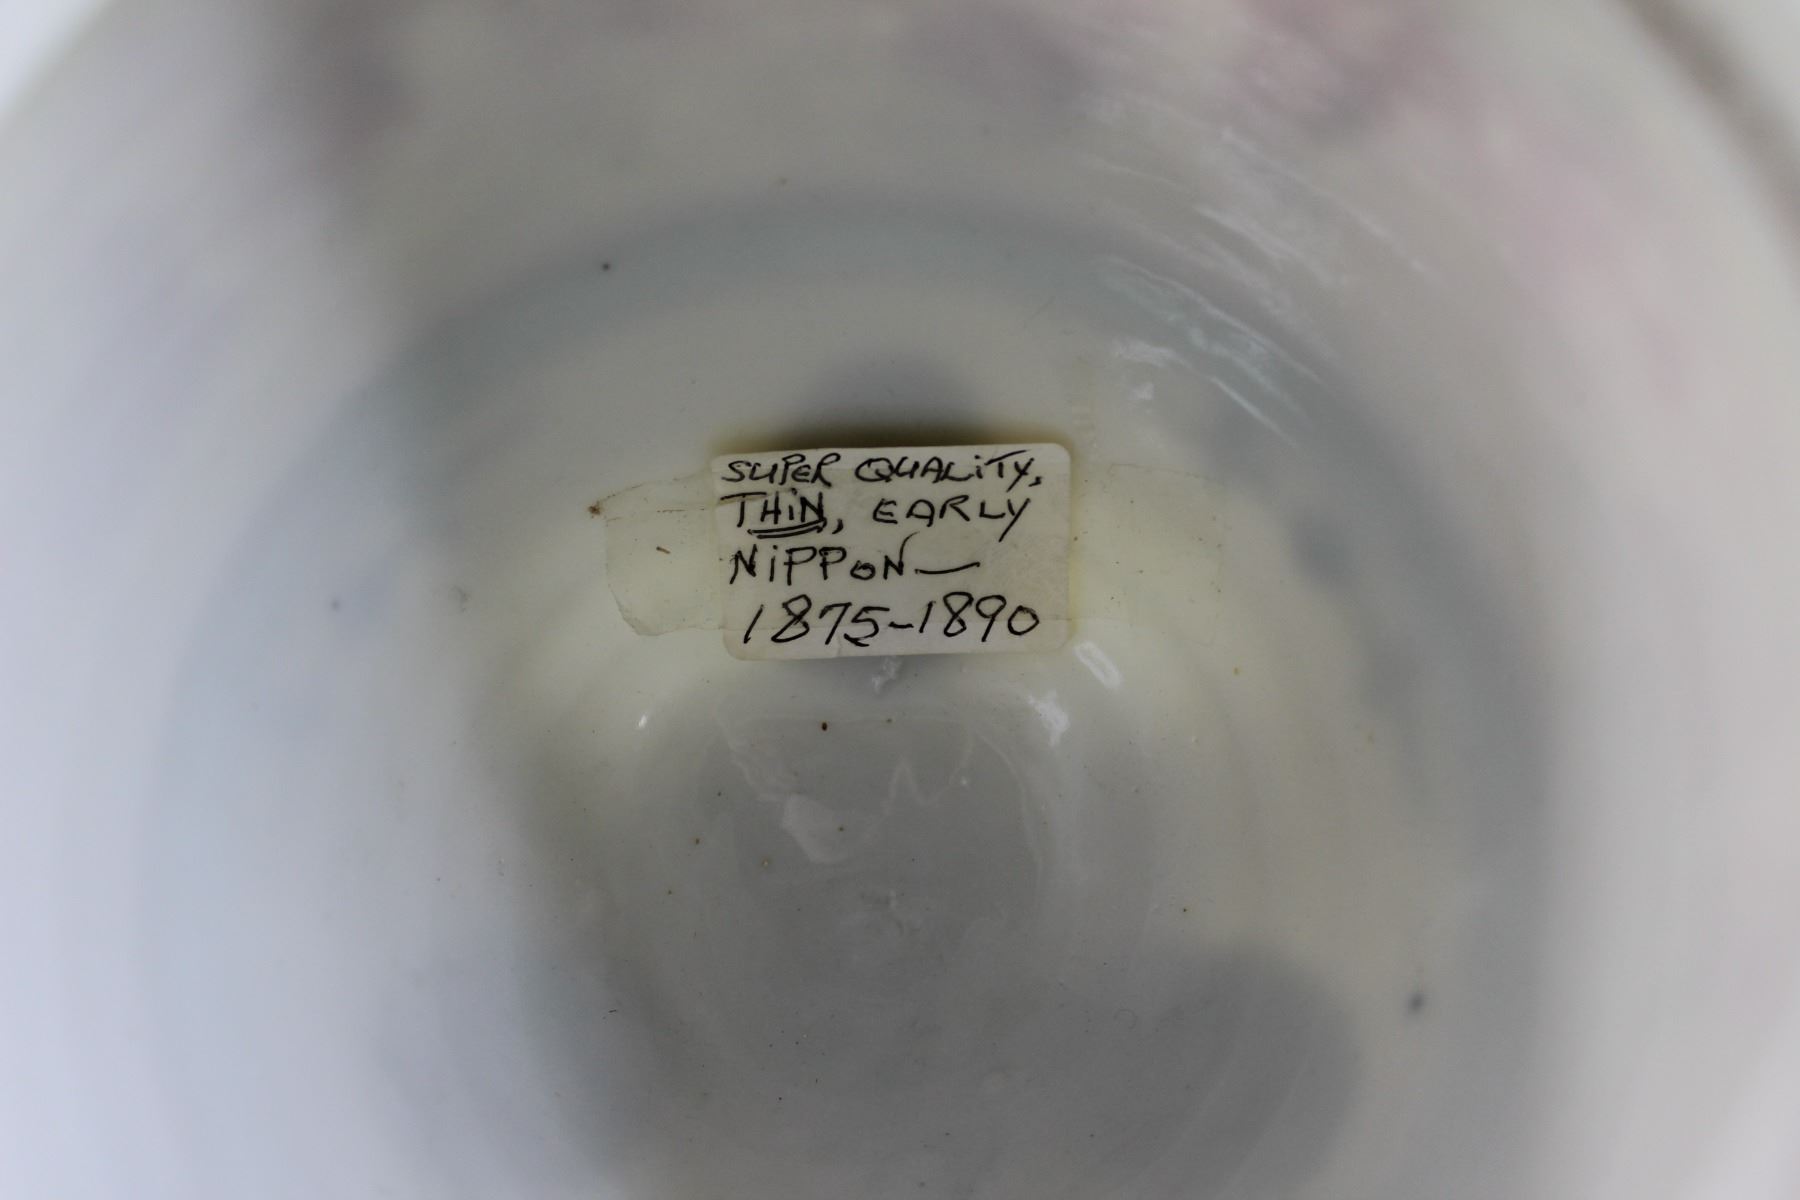 SUPER QUALiTY,
THiN, EARLY
NiPPON—
1875-1890